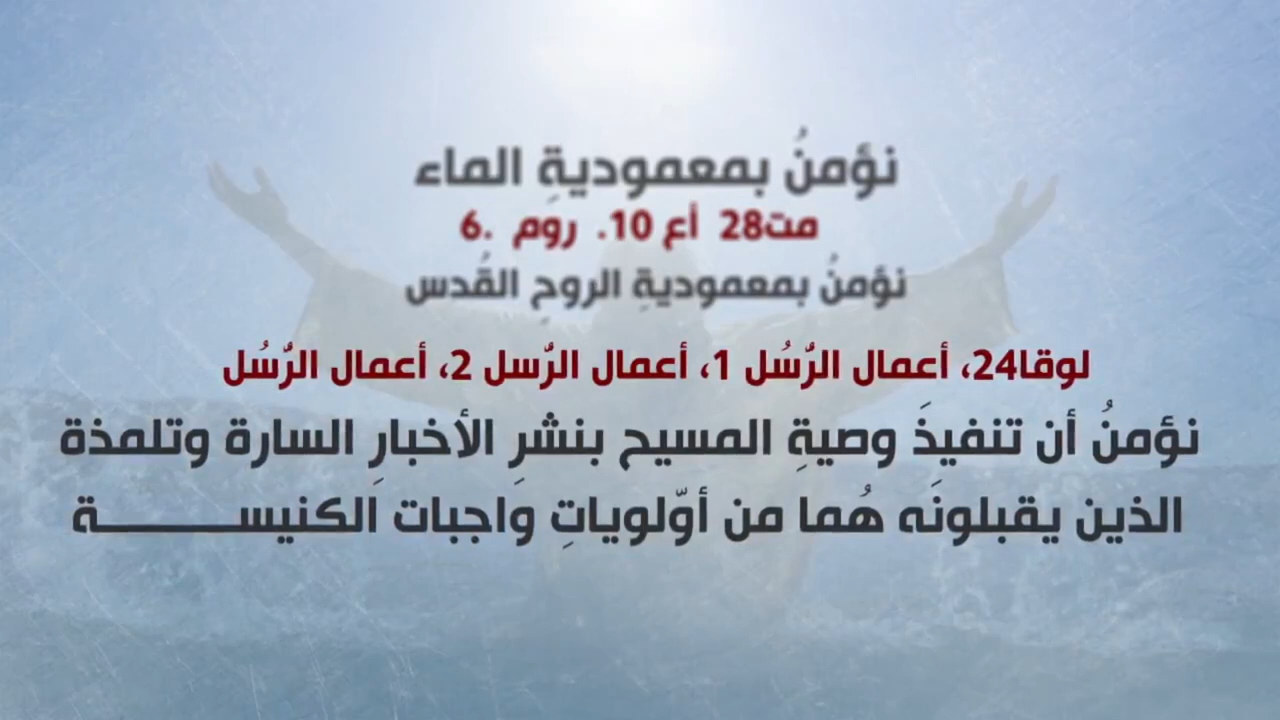 نؤمنُ بمعموديةِ الماء
مت28 أع 10. روم .6
نؤمنُ بمعموديةِ الروحِ القُدس
لوقا24، أعمال الرُّسُل 1، أعمال الرُّسل 2، أعمال الرُّسُل
نؤمنُ أن تنفيذَ وصيةِ المسيح بنشرِ الأخبارِ السارة وتلمذة
الذين يقبلونَه هُما من أوّلوياتِ واجبات الكنيســـــــــــة